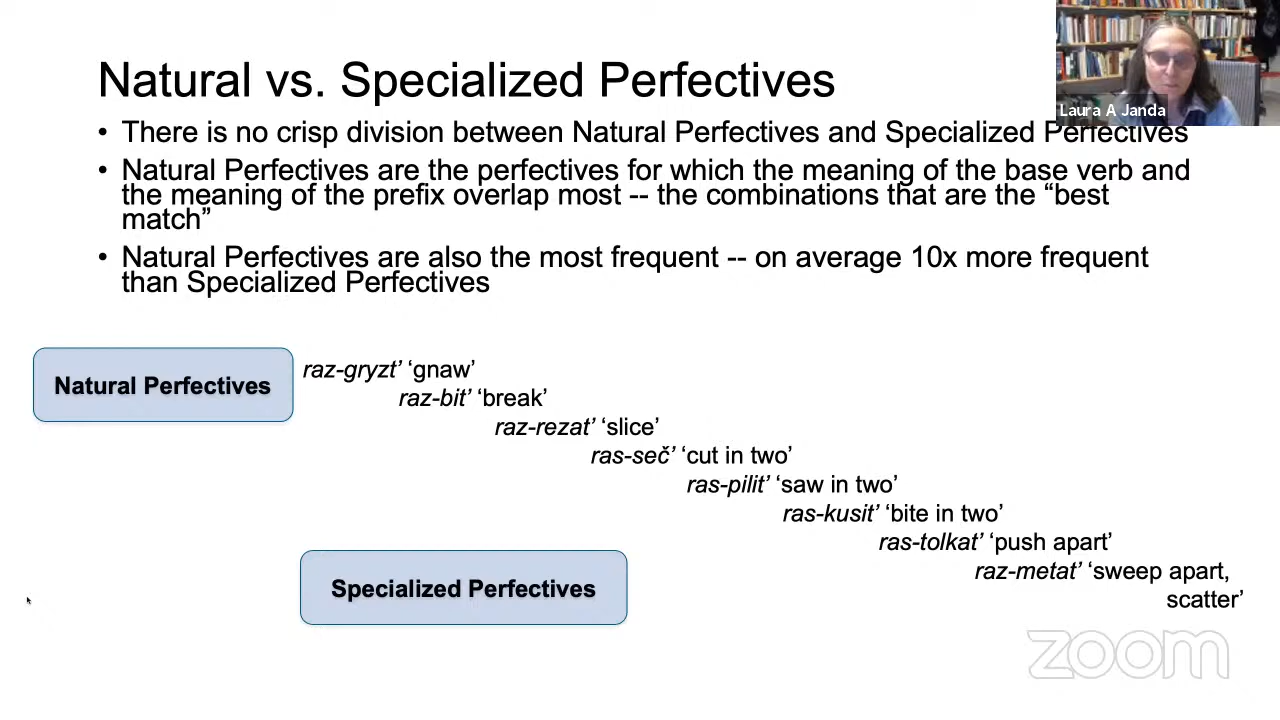 Natural vs. Specialized Perfectives
Laura A Janda
• There is no crisp division between Natural Perfectives and Specialized Perfectives
• Natural Perfectives are the perfectives for which the meaning of the base verb and
the meaning of the prefix overlap most -- the combinations that are the “best
match”
• Natural Perfectives are also the most frequent -- on average 10x more frequent
than Specialized Perfectives
Natural Perfectives
raz-gryzt’ ‘gnaw’
raz-bit’ ‘break’
raz-rezat’ ‘slice’
ras-seč’ ‘cut in two’
ras-pilit’ ‘saw in two’
ras-kusit’ ‘bite in two’
ras-tolkat’ ‘push apart’
raz-metat’ ‘sweep apart,
scatter’
Specialized Perfectives
zoom